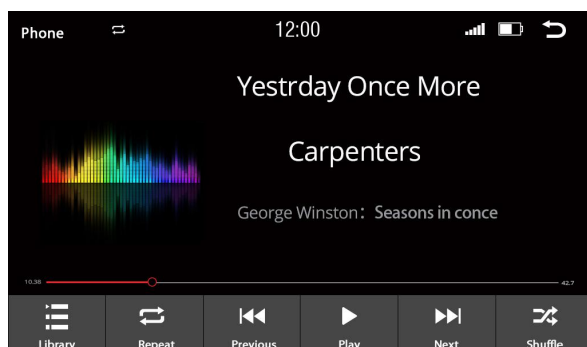 Phone 12:00
Yestrday Once More
Carpenters
George Winston: Seasons in conce
10.38 42.7
Library Repeat Previous Play Next Shuffle